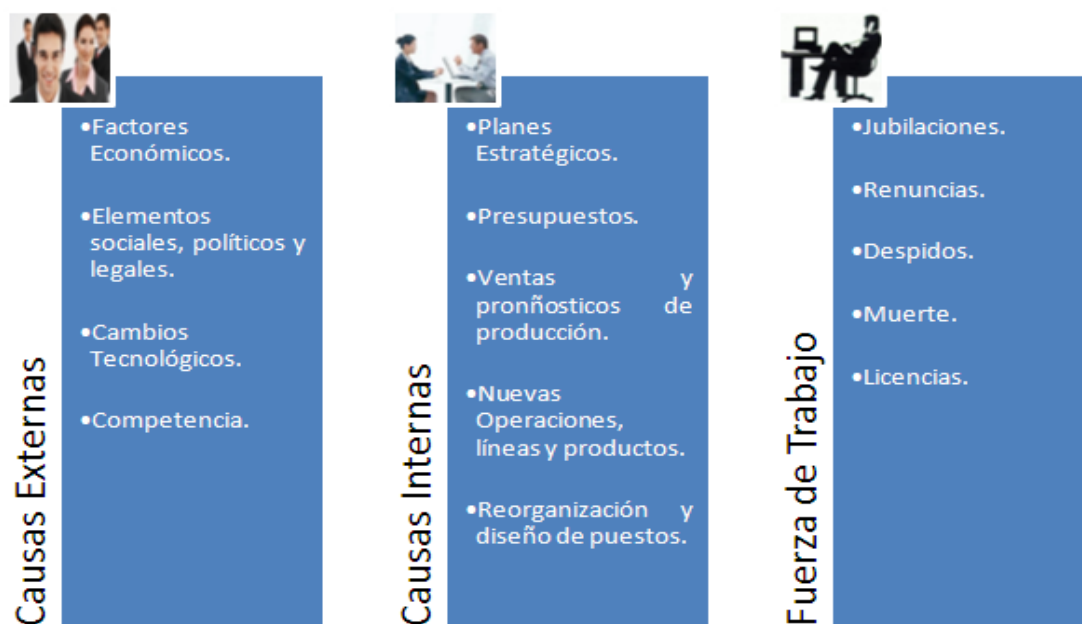 Causas Externas
•Factores
Económicos.
•Elementos
sociales, políticos y
legales.
•Cambios
Tecnológicos.
•Competencia.
Causas Internas
•Planes
Estratégicos.
•Presupuestos.
•Ventas y
pronñosticos de
producción.
•Nuevas
Operaciones,
líneas y productos.
•Reorganización y
diseño de puestos.
Fuerza de Trabajo
•Jubilaciones.
•Renuncias.
•Despidos.
•Muerte.
•Licencias.